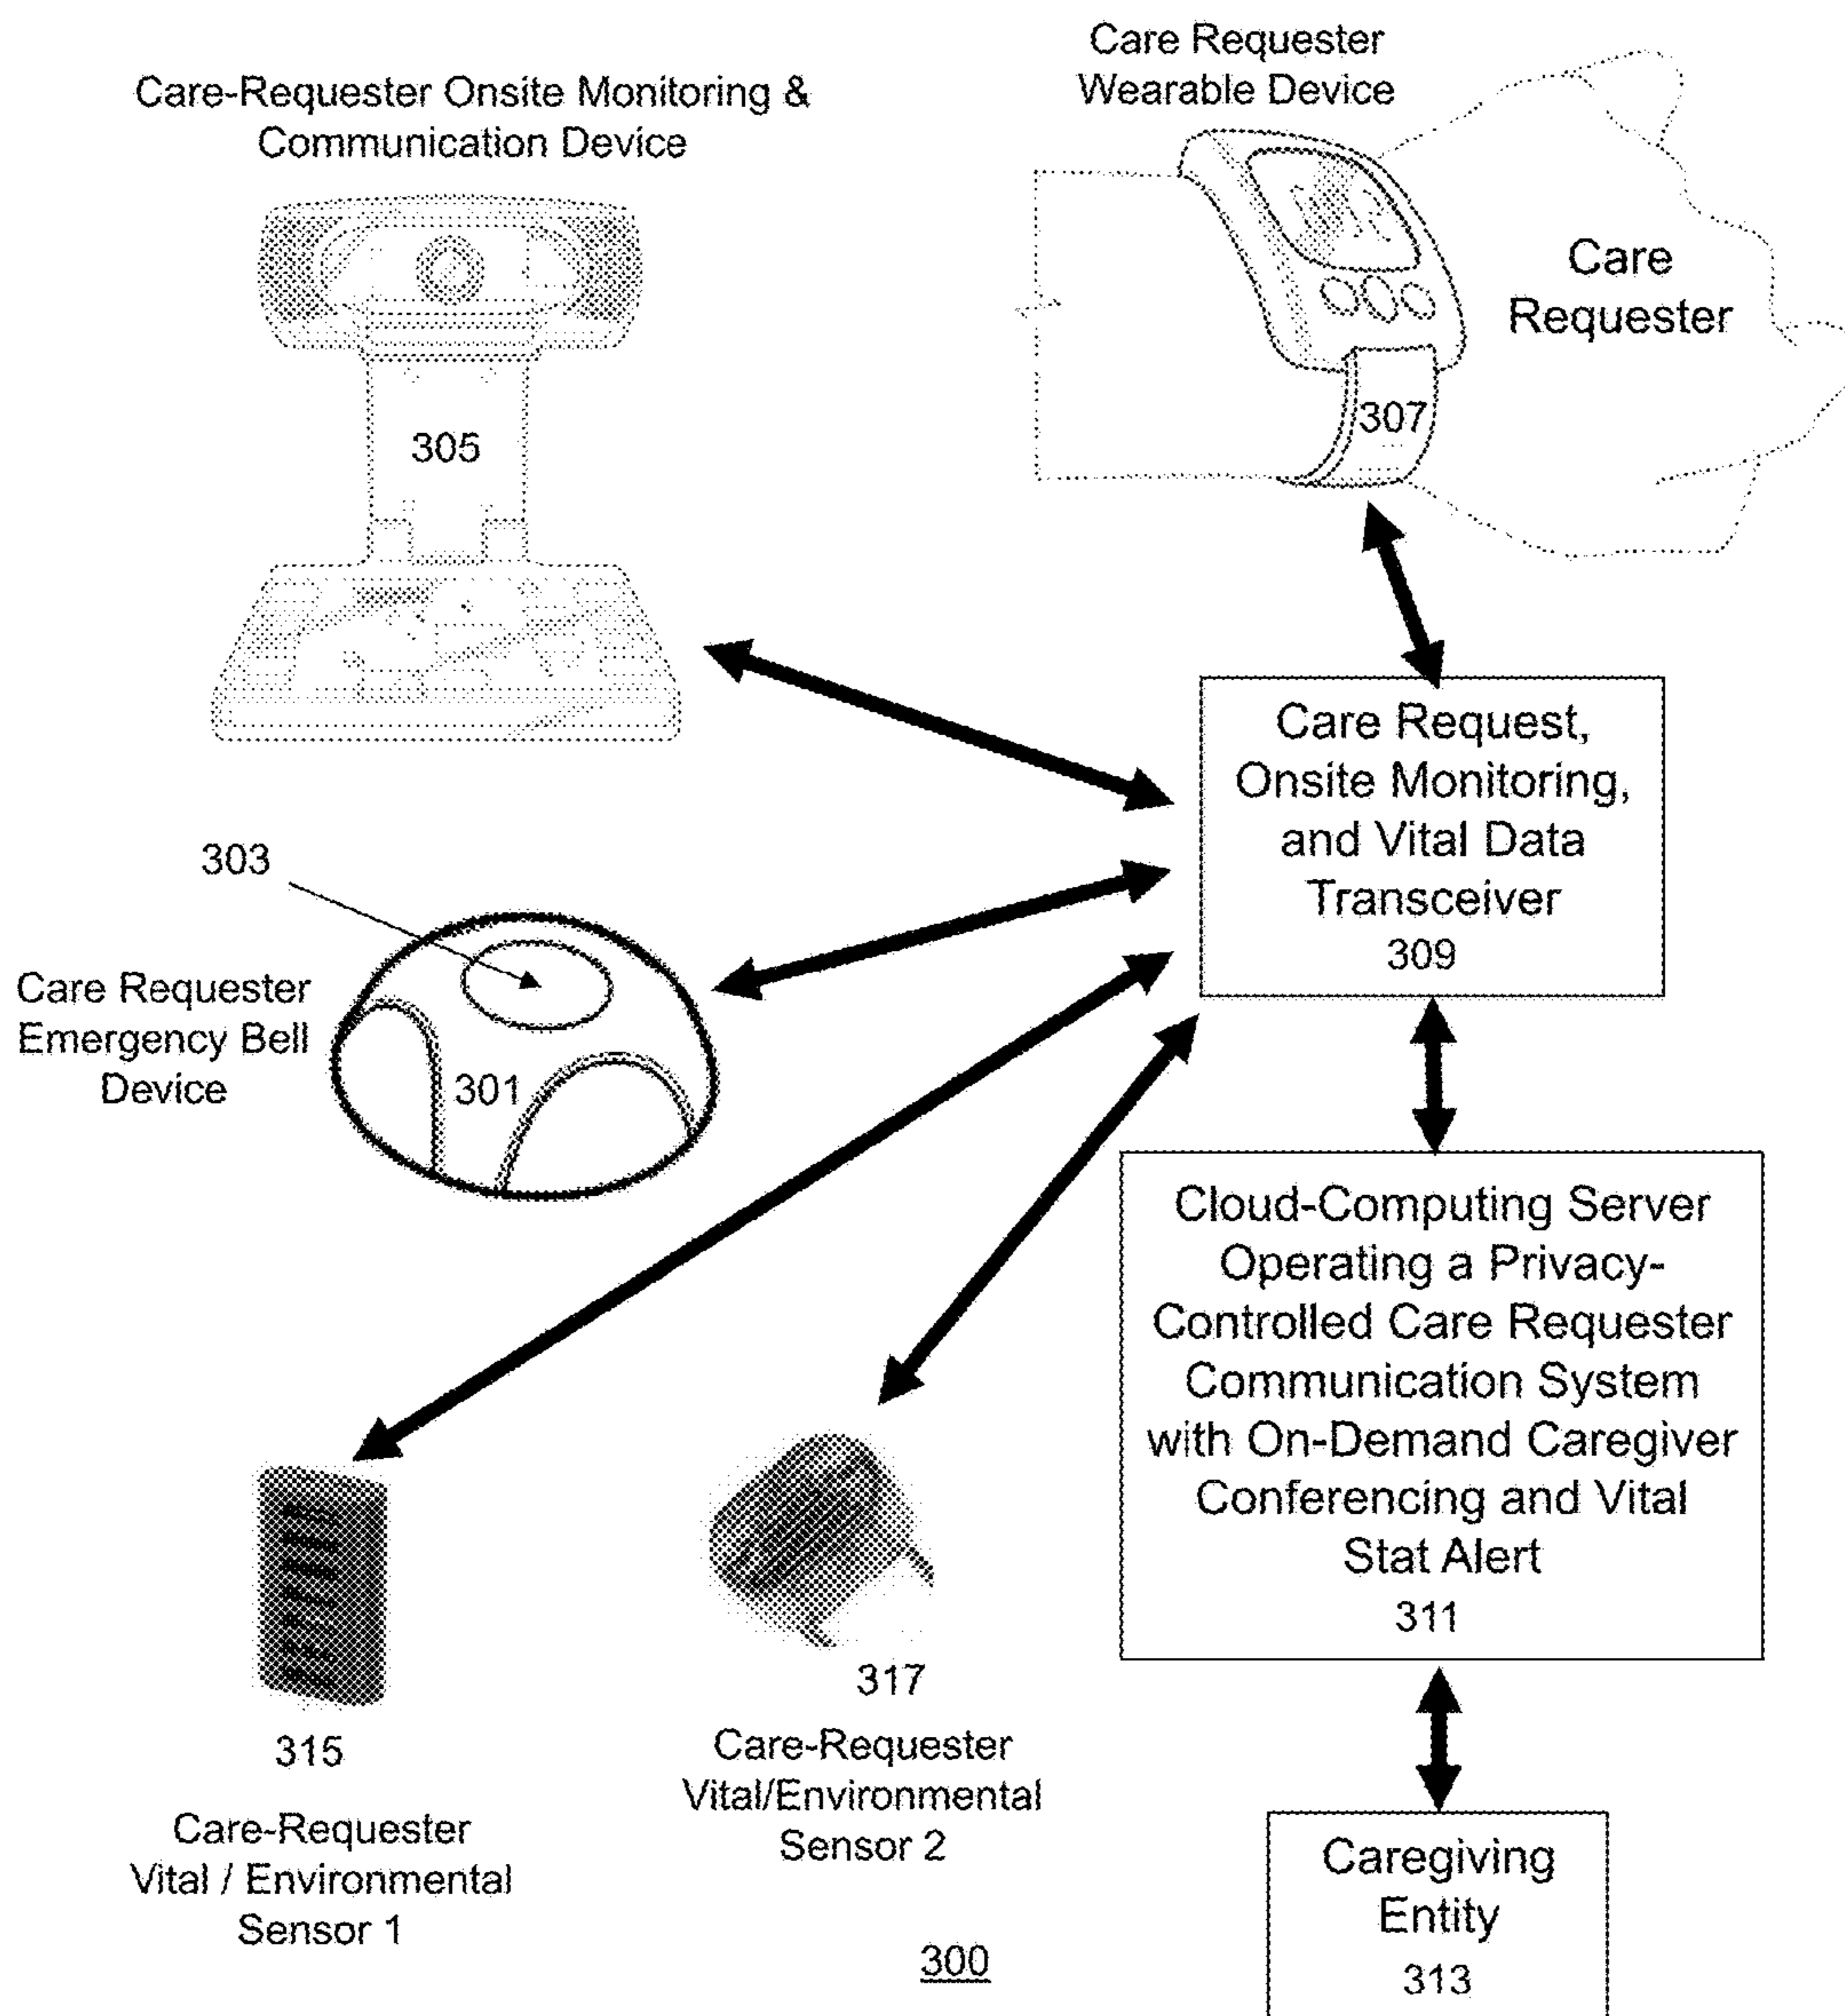 Care-Requester Onsite Monitoring &
Communication Device
305
Care Requester
Wearable Device
Care
Requester
307
Care Request,
Onsite Monitoring,
and Vital Data
Transceiver
309
303
Care Requester
Emergency Bell
Device
301
Cloud-Computing Server
Operating a Privacy-
Controlled Care Requester
Communication System
with On-Demand Caregiver
Conferencing and Vital
Stat Alert
311
315
Care-Requester
Vital / Environmental
Sensor 1
317
Care-Requester
Vital/Environmental
Sensor 2
Caregiving
Entity
313
300